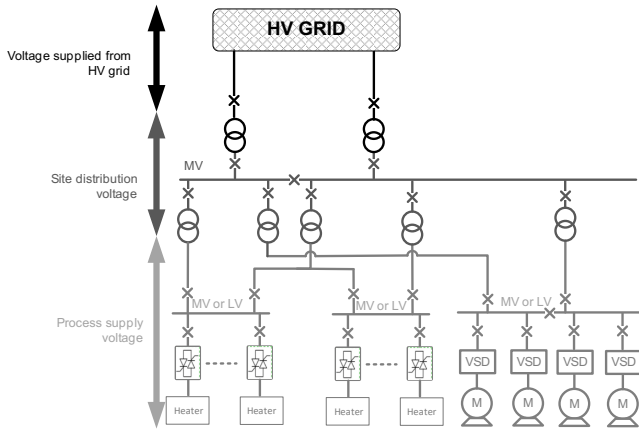 HV GRID
Voltage supplied from
HV grid
MV
Site distribution
voltage
MV or LV
MV or LV
MV or LV
Process supply
voltage
VSD
VSD
VSD
VSD
Heater
Heater
Heater
Heater
M
M
M
M